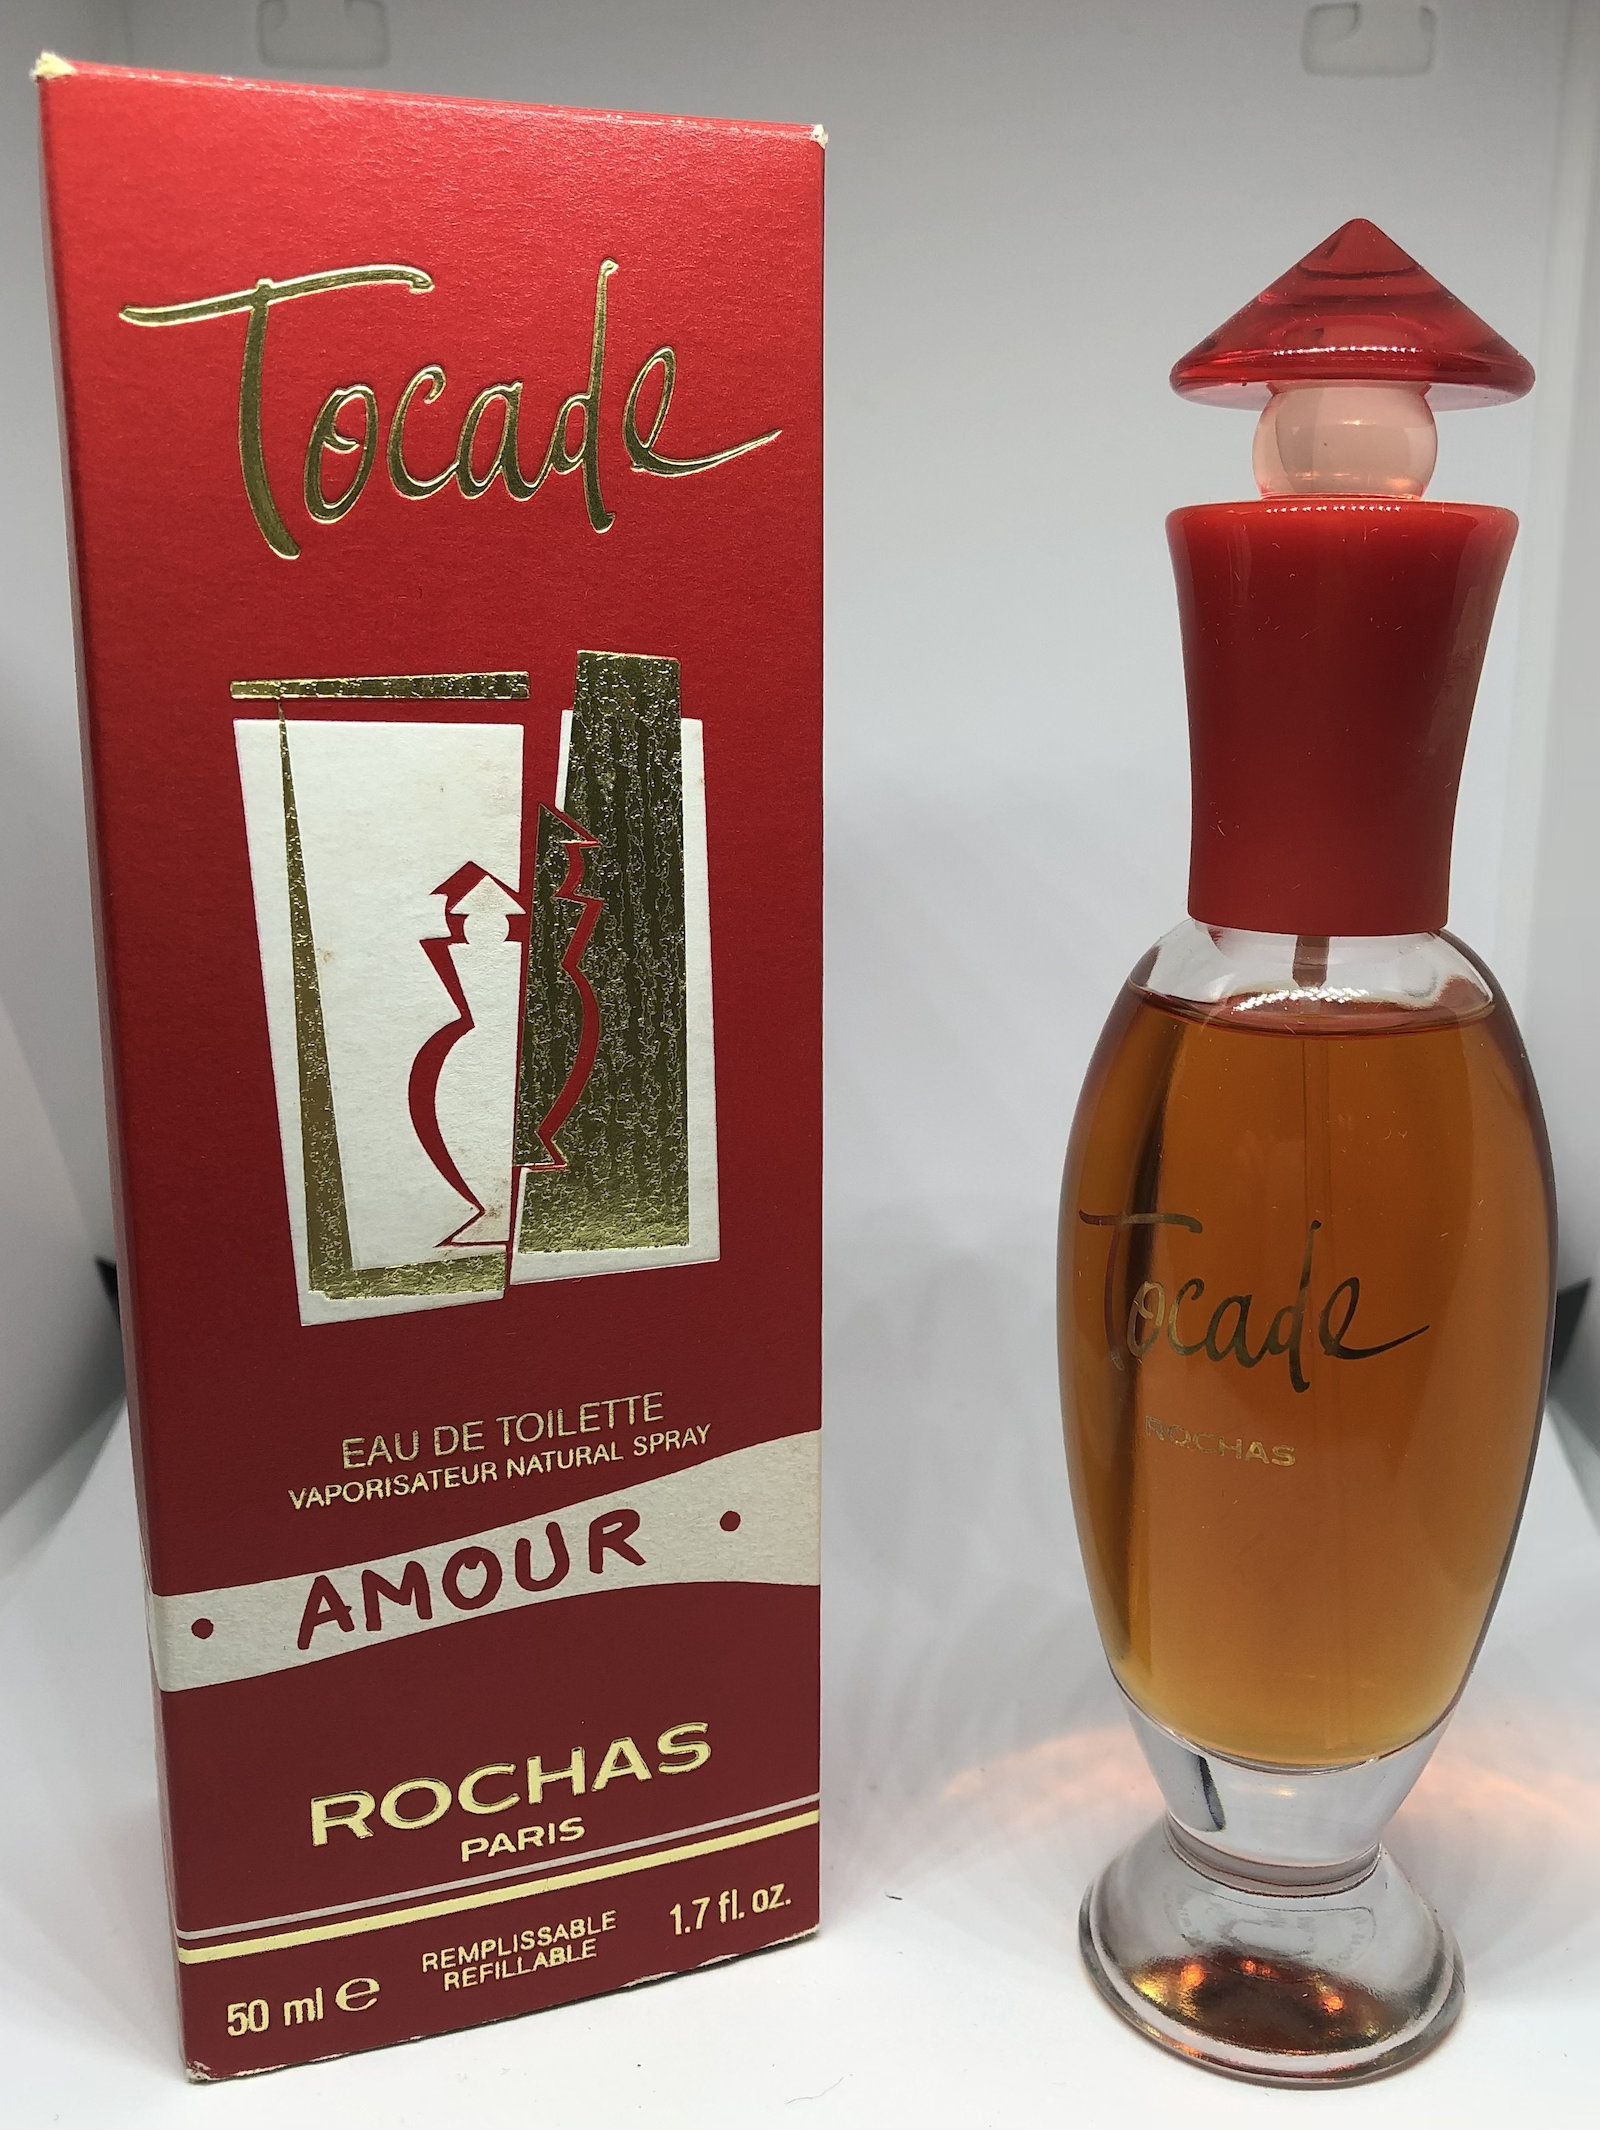 Tocade
EAU DE TOILETTE
VAPORISATEUR NATURAL SPRAY
• AMOUR •
ROCHAS
PARIS
REMPLISSABLE
REFILLABLE
50 ml e
1.7 fl. oz.
Tocade
ROCHAS